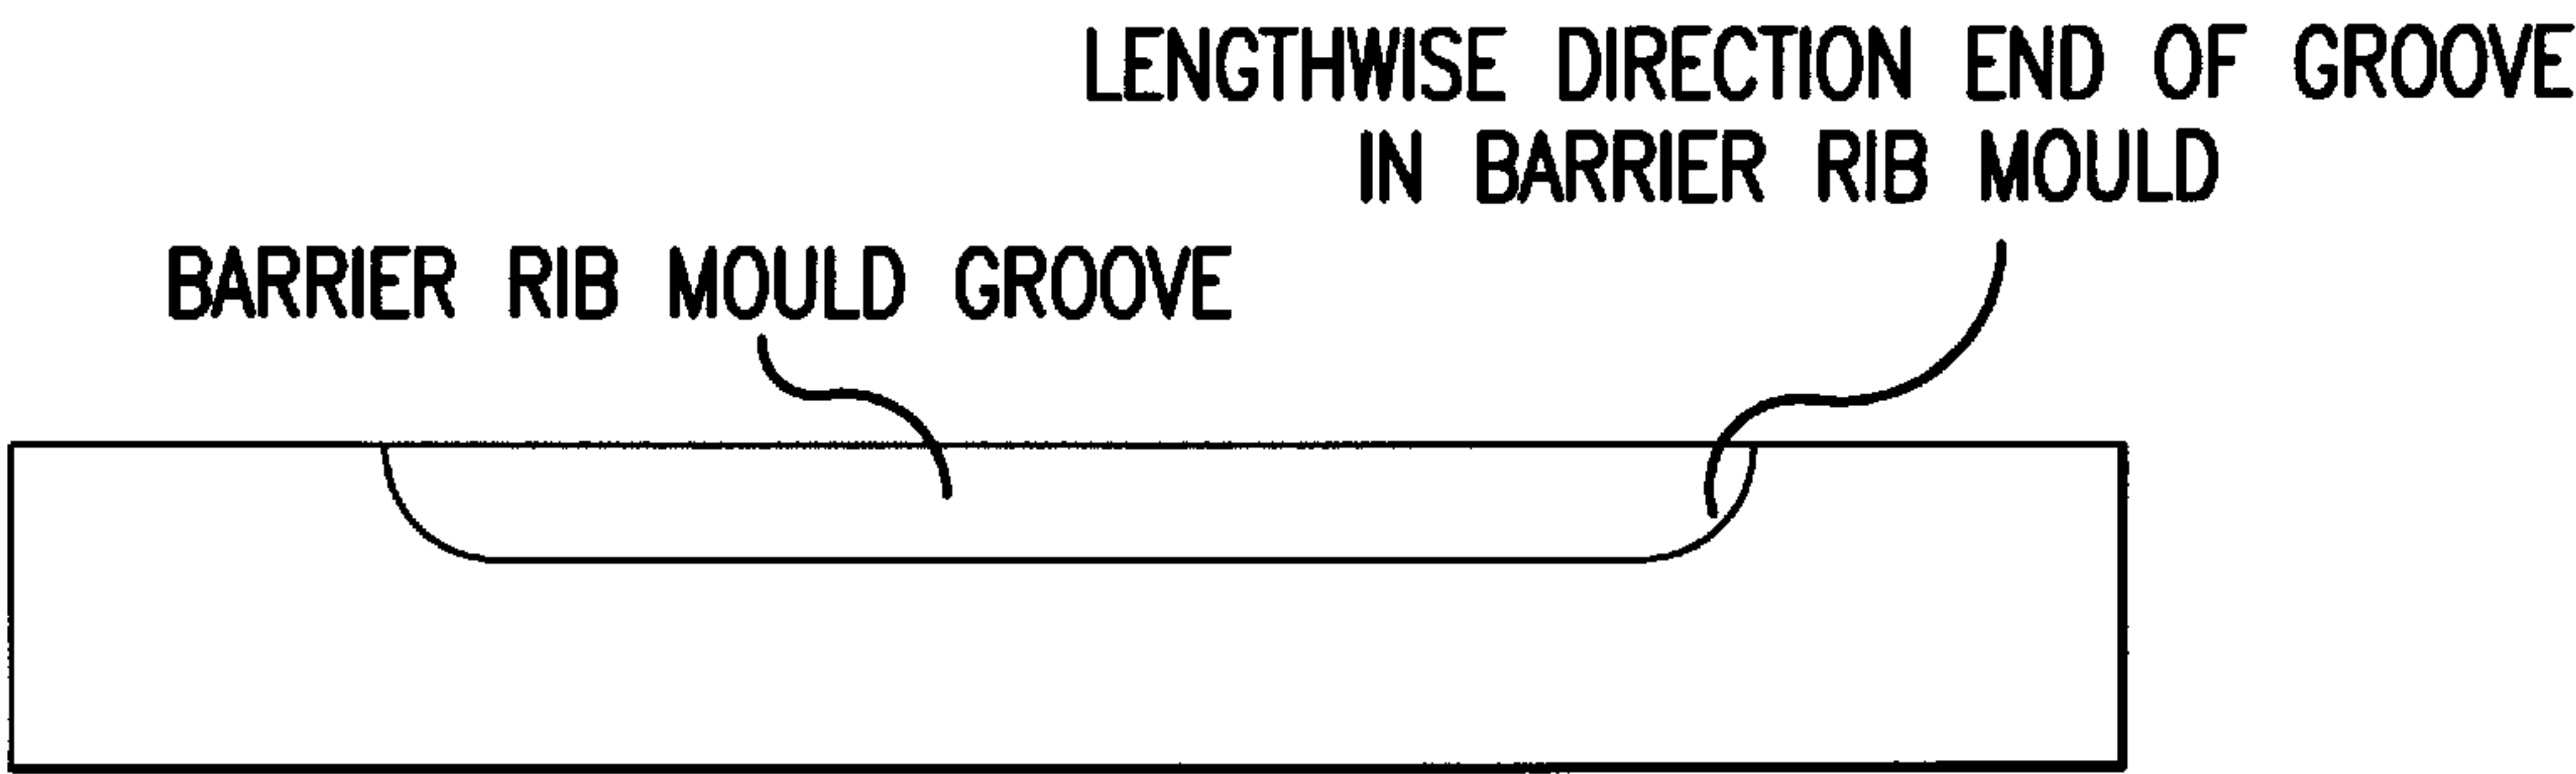 LENGTHWISE DIRECTION END OF GROOVE
IN BARRIER RIB MOULD
BARRIER RIB MOULD GROOVE